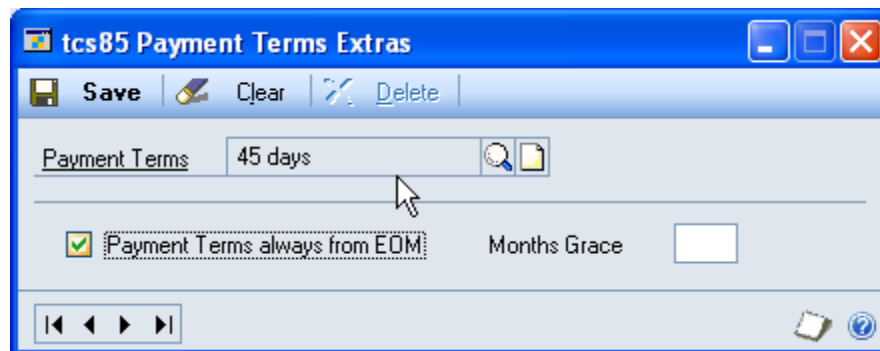 tcs85 Payment Terms Extras
Save Clear Delete
Payment Terms 45 days
Payment Terms always from EOM Months Grace